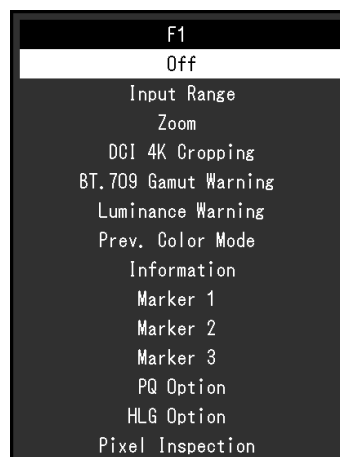 F1
Off
Input Range
Zoom
DCI 4K Cropping
BT.709 Gamut Warning
Luminance Warning
Prev. Color Mode
Information
Marker 1
Marker 2
Marker 3
PQ Option
HLG Option
Pixel Inspection